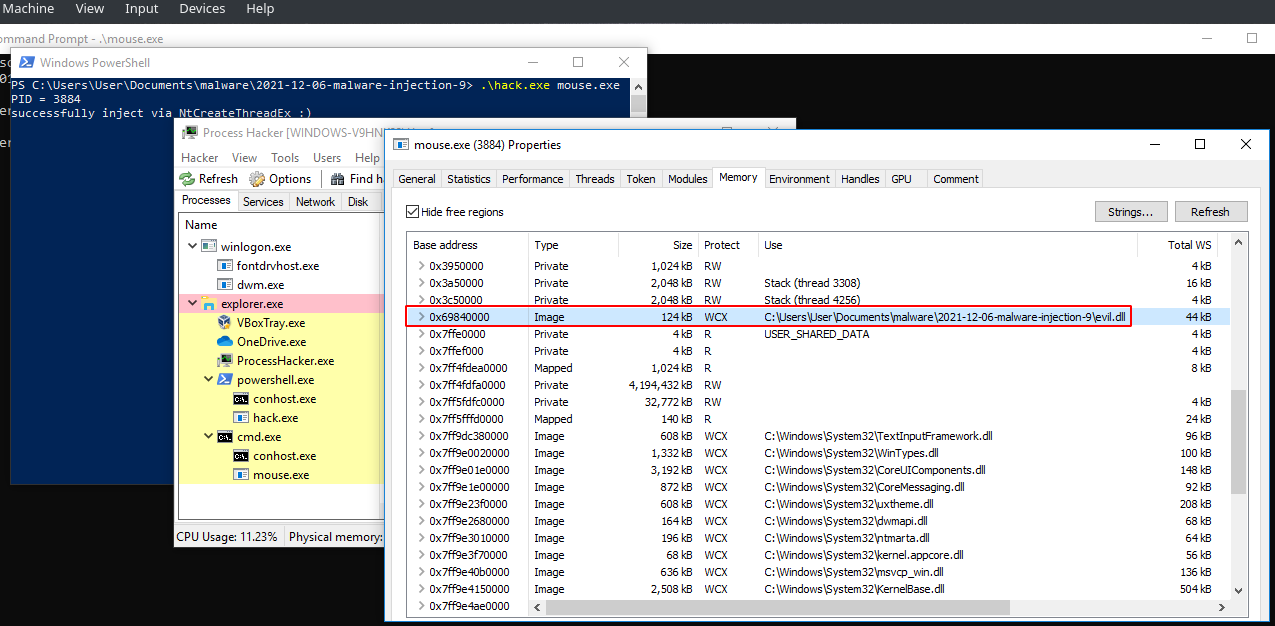 Machine View Input Devices Help
ommand Prompt - .\mouse.exe
Windows PowerShell
PS C:\Users\User\Documents\malware\2021-12-06-malware-injection-9> .\hack.exe mouse.exe
PID = 3884
successfully inject via NtCreateThreadEx :)
Process Hacker [WINDOWS-V9HN
Hacker View Tools Users Help
Refresh Options Find h
Processes Services Network Disk
Name
winlogon.exe
fontdrvhost.exe
dwm.exe
explorer.exe
VBoxTray.exe
OneDrive.exe
ProcessHacker.exe
powershell.exe
conhost.exe
hack.exe
cmd.exe
conhost.exe
mouse.exe
CPU Usage: 11.23% Physical memory:
mouse.exe (3884) Properties
General Statistics Performance Threads Token Modules Memory Environment Handles GPU Comment
Hide free regions Strings... Refresh
Base address Type Size Protect Use Total WS
0x3950000 Private 1,024 kB RW 4 kB
0x3a50000 Private 2,048 kB RW Stack (thread 3308) 16 kB
0x3c50000 Private 2,048 kB RW Stack (thread 4256) 4 kB
0x69840000 Image 124 kB WCX C:\Users\User\Documents\malware\2021-12-06-malware-injection-9\evil.dll 44 kB
0x7ffe0000 Private 4 kB R USER_SHARED_DATA 4 kB
0x7ffef000 Private 4 kB R 4 kB
0x7ff4fdea0000 Mapped 1,024 kB R 8 kB
0x7ff4fdfa0000 Private 4,194,432 kB RW
0x7ff5fdfc0000 Private 32,772 kB RW 4 kB
0x7ff5fffd0000 Mapped 140 kB R 24 kB
0x7ff9dc380000 Image 608 kB WCX C:\Windows\System32\TextInputFramework.dll 96 kB
0x7ff9e0020000 Image 1,332 kB WCX C:\Windows\System32\WinTypes.dll 100 kB
0x7ff9e01e0000 Image 3,192 kB WCX C:\Windows\System32\CoreUIComponents.dll 148 kB
0x7ff9e1e00000 Image 872 kB WCX C:\Windows\System32\CoreMessaging.dll 92 kB
0x7ff9e23f0000 Image 608 kB WCX C:\Windows\System32\uxtheme.dll 208 kB
0x7ff9e2680000 Image 164 kB WCX C:\Windows\System32\dwmapi.dll 68 kB
0x7ff9e3010000 Image 196 kB WCX C:\Windows\System32\ntmarta.dll 64 kB
0x7ff9e3f70000 Image 68 kB WCX C:\Windows\System32\kernel.appcore.dll 56 kB
0x7ff9e40b0000 Image 636 kB WCX C:\Windows\System32\msvcp_win.dll 136 kB
0x7ff9e4150000 Image 2,508 kB WCX C:\Windows\System32\KernelBase.dll 504 kB
0x7ff9e4ae0000